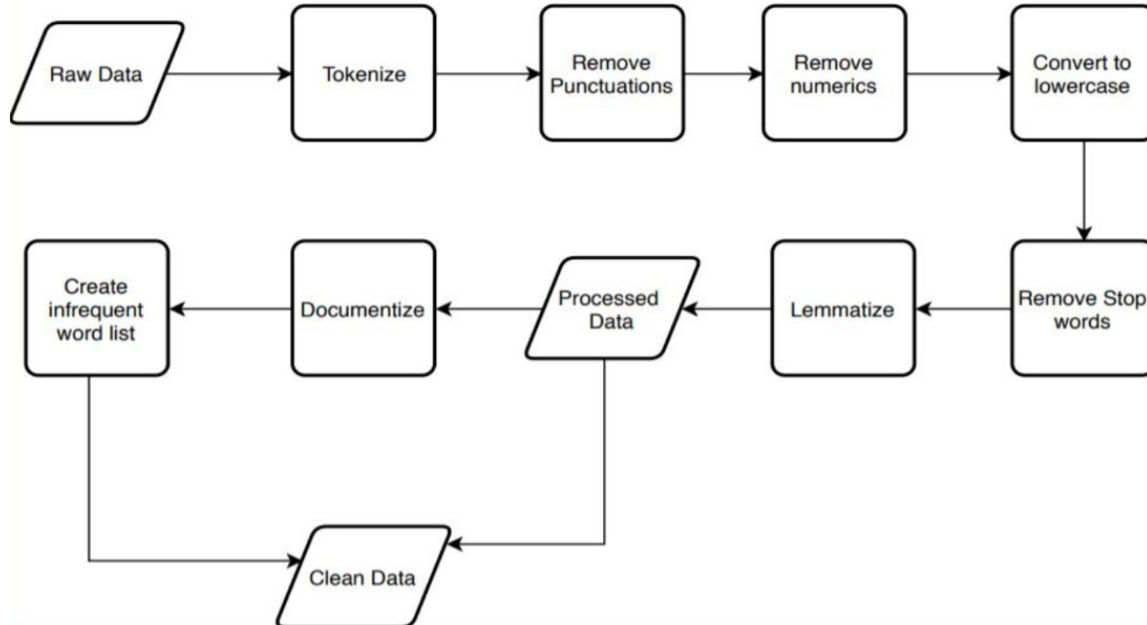 Raw Data
Tokenize
Remove
Punctuations
Remove
numerics
Convert to
lowercase
Remove Stop
words
Lemmatize
Processed
Data
Documentize
Create
infrequent
word list
Clean Data